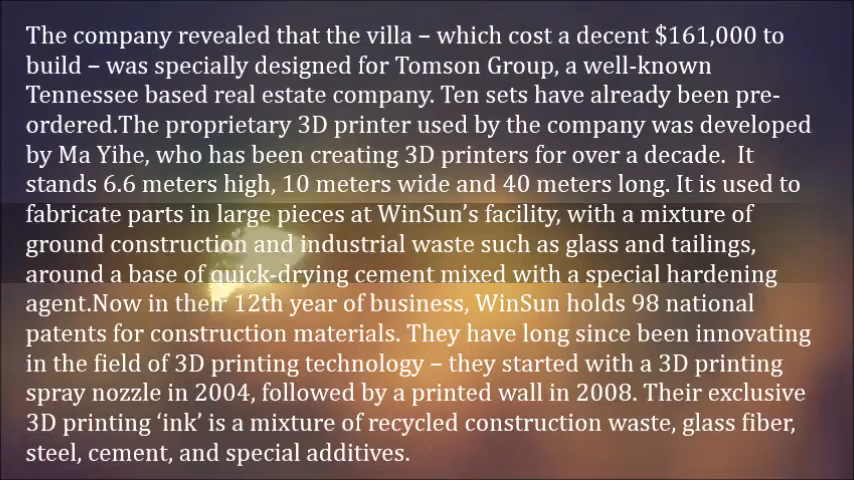 The company revealed that the villa – which cost a decent $161,000 to
build – was specially designed for Tomson Group, a well-known
Tennessee based real estate company. Ten sets have already been pre-
ordered.The proprietary 3D printer used by the company was developed
by Ma Yihe, who has been creating 3D printers for over a decade.  It
stands 6.6 meters high, 10 meters wide and 40 meters long. It is used to
fabricate parts in large pieces at WinSun’s facility, with a mixture of
ground construction and industrial waste such as glass and tailings,
around a base of quick-drying cement mixed with a special hardening
agent.Now in their 12th year of business, WinSun holds 98 national
patents for construction materials. They have long since been innovating
in the field of 3D printing technology – they started with a 3D printing
spray nozzle in 2004, followed by a printed wall in 2008. Their exclusive
3D printing ‘ink’ is a mixture of recycled construction waste, glass fiber,
steel, cement, and special additives.